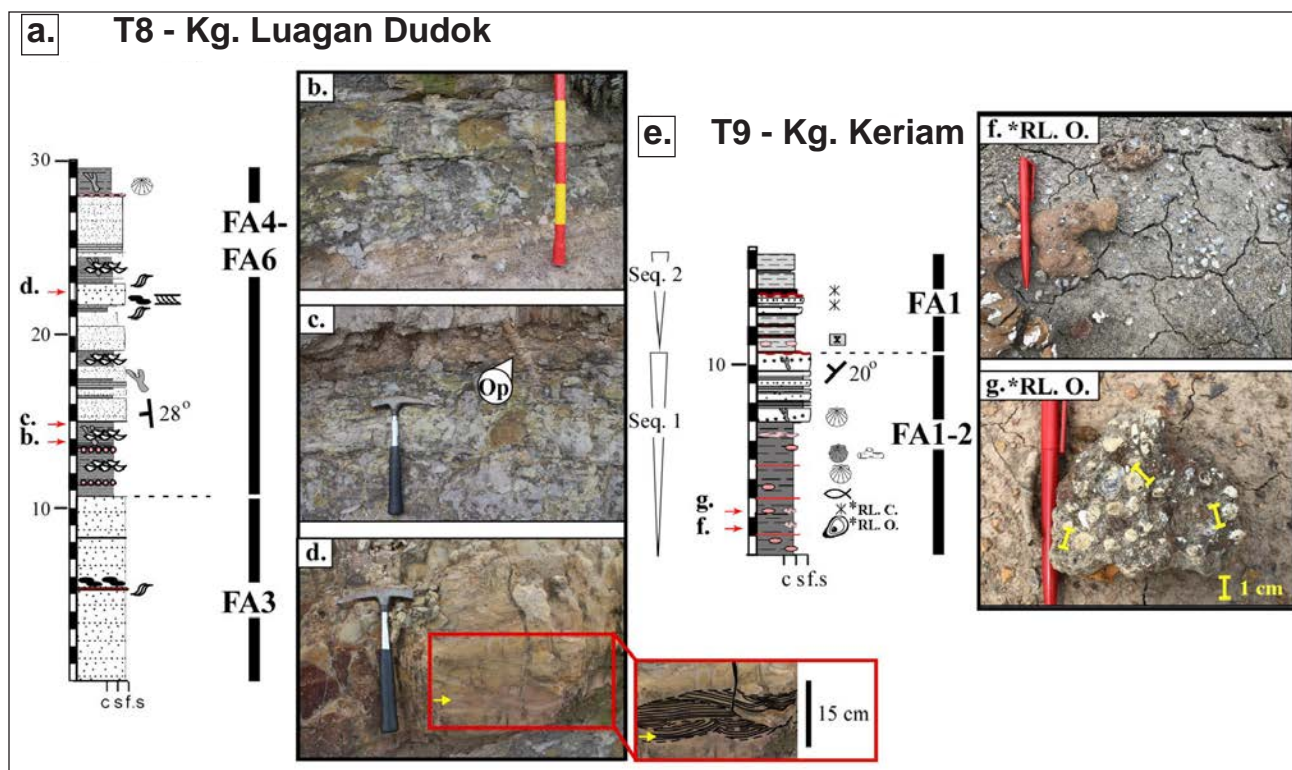 a. T8 - Kg. Luagan Dudok
30
20
10
d.
c.
b.
28°
c s f.s
FA4-
FA6
FA3
b.
c.
Op
d.
15 cm
e. T9 - Kg. Keriam
Seq. 2
Seq. 1
10
20°
g.
f.
*RL. C.
*RL. O.
c s f.s
FA1
FA1-2
f. *RL. O.
g. *RL. O.
1 cm